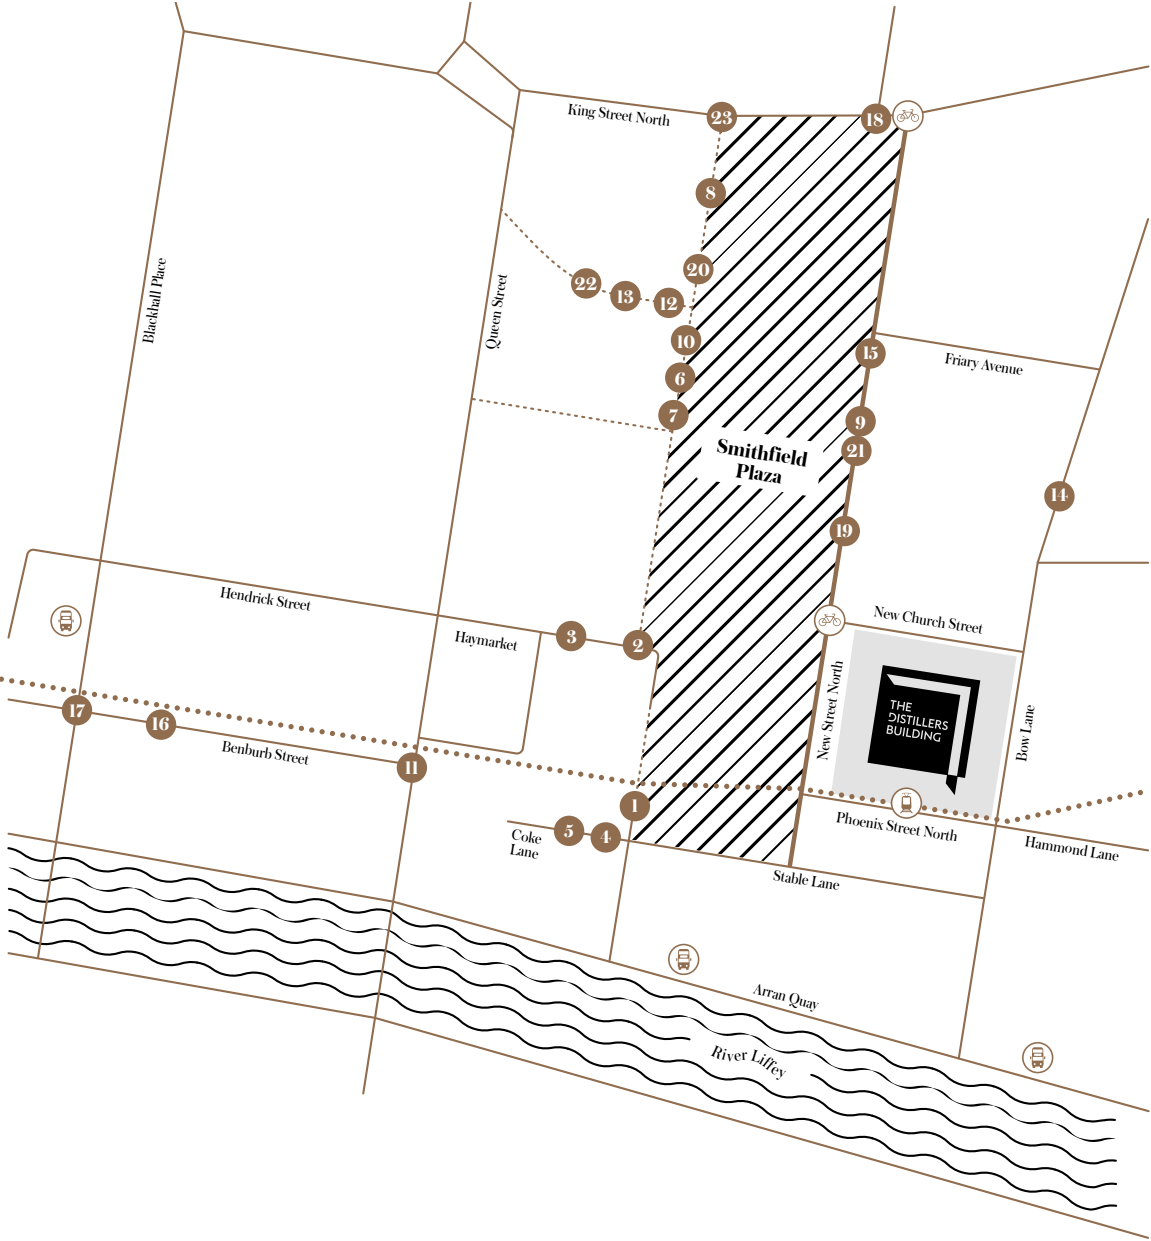 23
18
King Street North
8
20
22
13
12
Blackhall Place
Queen Street
10
15
Friary Avenue
6
7
9
Smithfield
Plaza
21
14
19
Hendrick Street
New Church Street
3
Haymarket
2
New Street North
THE
DISTILLERS
BUILDING
Bow Lane
17
16
Benburb Street
11
1
5
4
Coke
Lane
Phoenix Street North
Hammond Lane
Stable Lane
Arran Quay
River Liffey